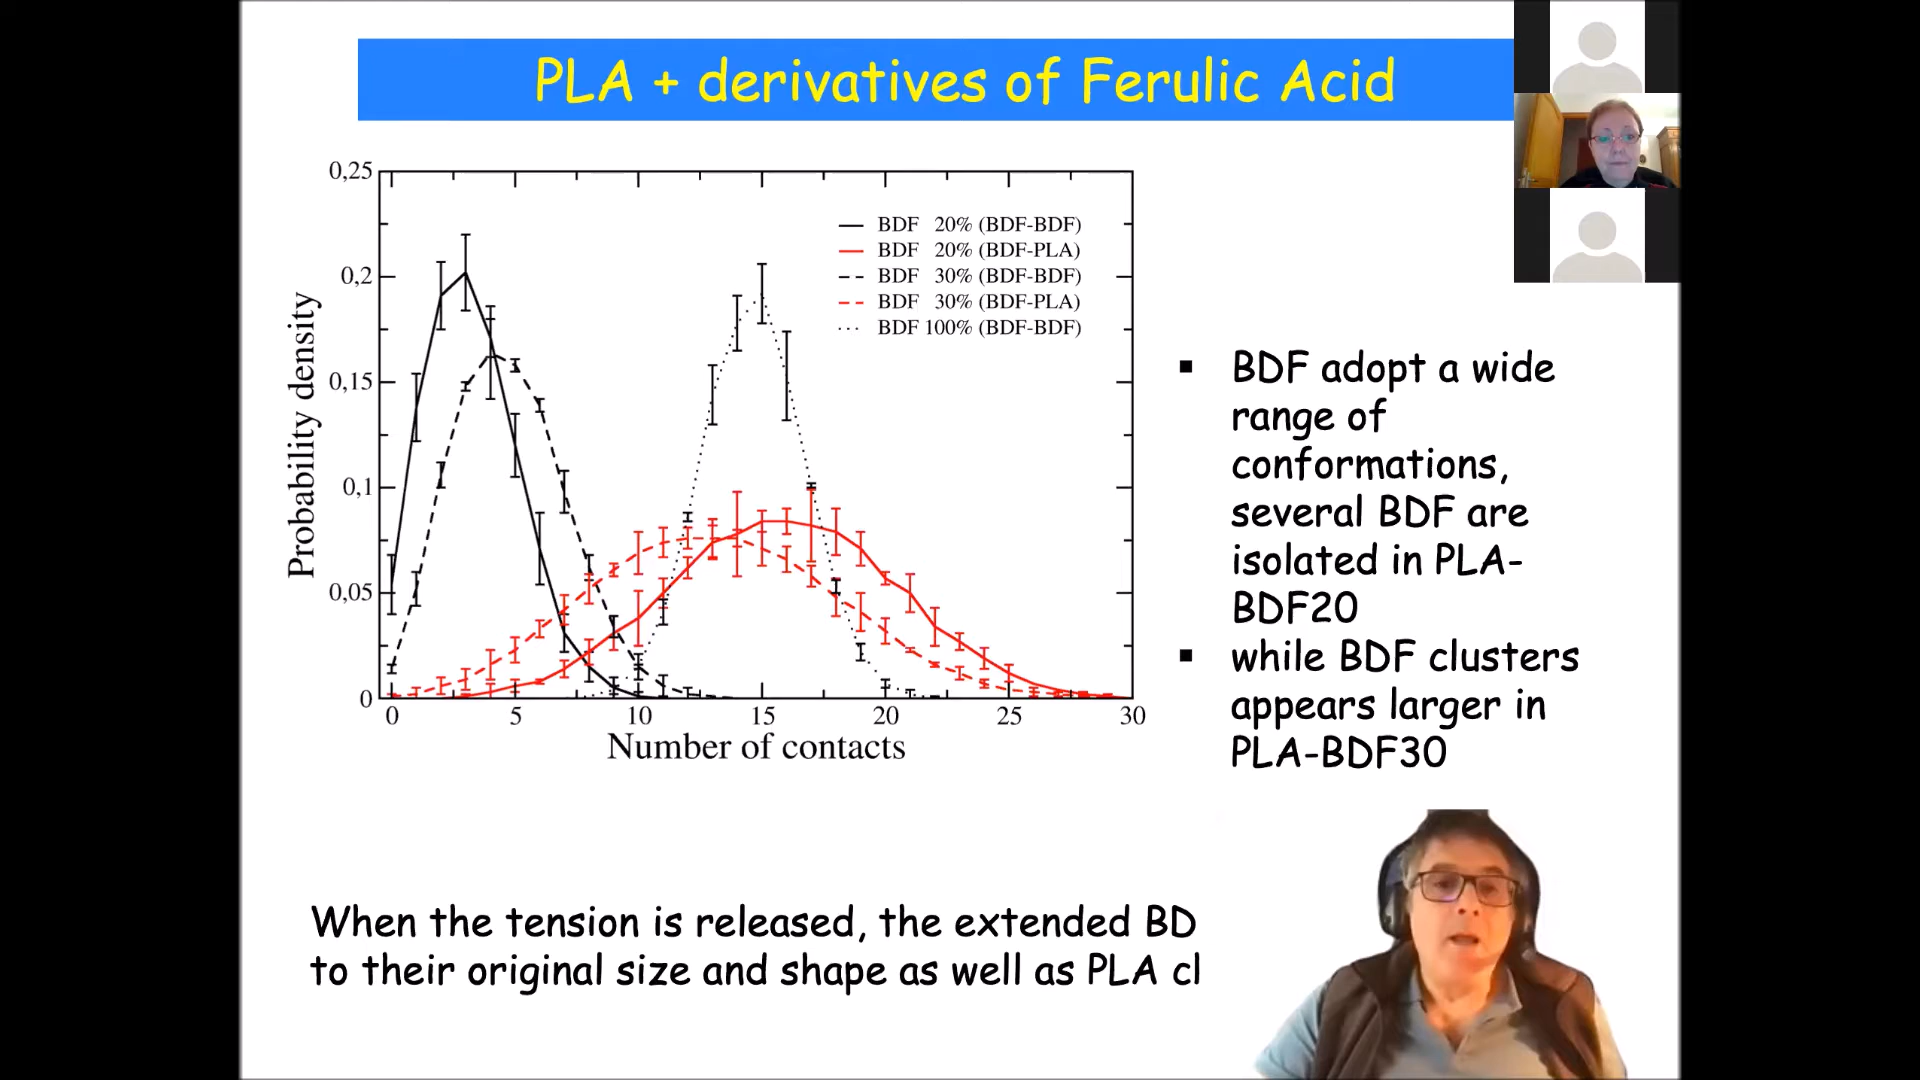 PLA + derivatives of Ferulic Acid
0,25
0,2
0,15
0,1
0,05
0
Probability density
BDF 20% (BDF-BDF)
BDF 20% (BDF-PLA)
BDF 30% (BDF-BDF)
BDF 30% (BDF-PLA)
BDF 100% (BDF-BDF)
0 5 10 15 20 25 30
Number of contacts
▪ BDF adopt a wide
range of
conformations,
several BDF are
isolated in PLA-
BDF20
▪ while BDF clusters
appears larger in
PLA-BDF30
When the tension is released, the extended BD
to their original size and shape as well as PLA cl